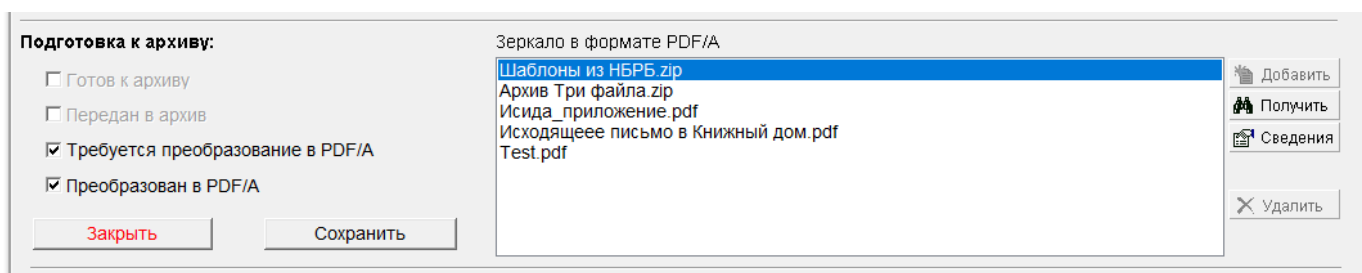 Подготовка к архиву:
Готов к архиву
Передан в архив
Требуется преобразование в PDF/A
Преобразован в PDF/A
Закрыть
Сохранить
Зеркало в формате PDF/A
Шаблоны из НБРБ.zip
Архив Три файла.zip
Исида_приложение.pdf
Исходящеее письмо в Книжный дом.pdf
Test.pdf
Добавить
Получить
Сведения
Удалить